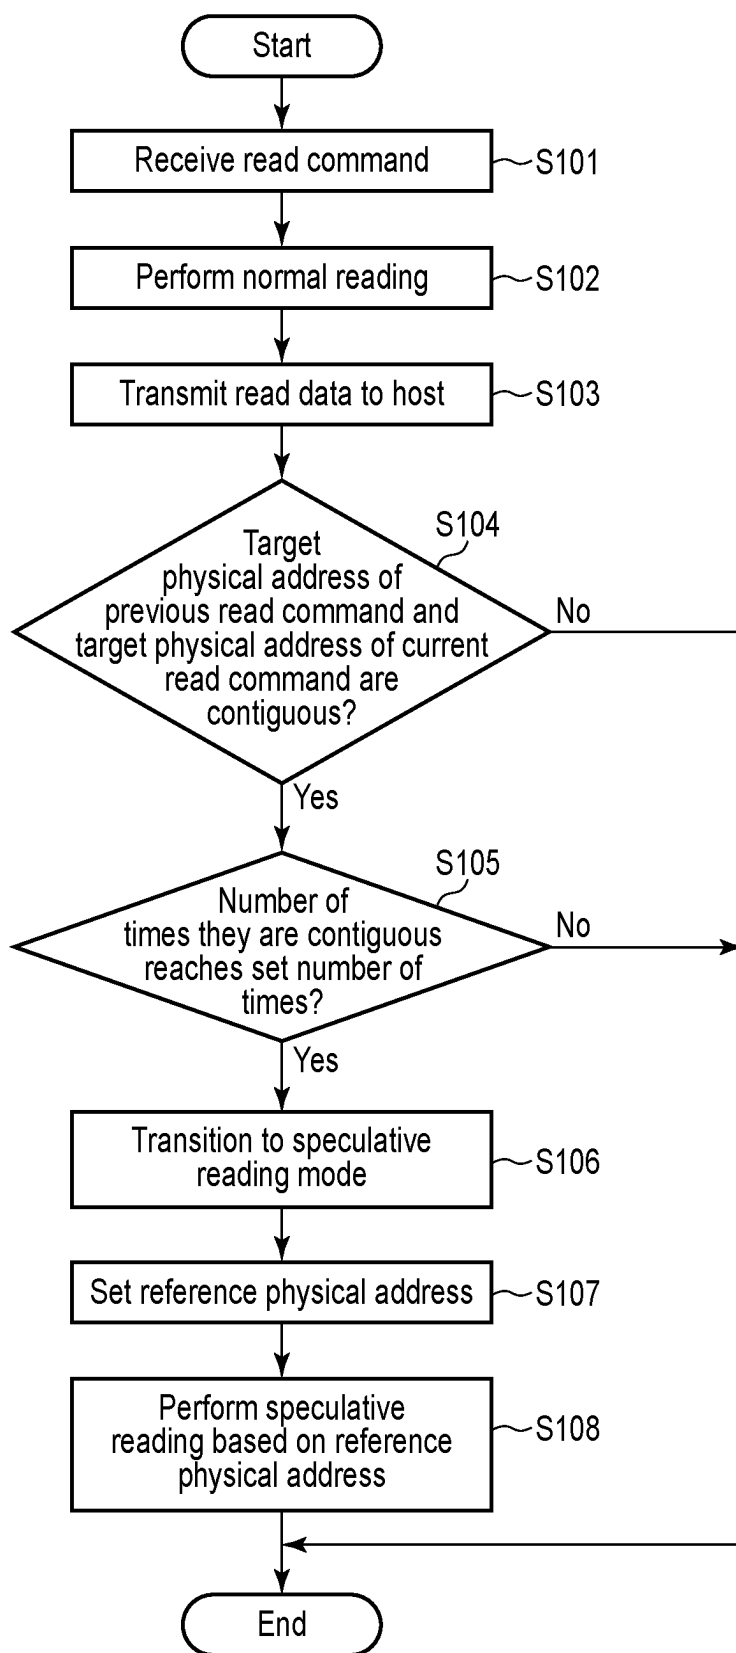 Start
Receive read command
S101
Perform normal reading
S102
Transmit read data to host
S103
S104
Target
physical address of
previous read command and
target physical address of current
read command are
contiguous?
No
Yes
S105
Number of
times they are contiguous
reaches set number of
times?
No
Yes
Transition to speculative
reading mode
S106
Set reference physical address
S107
Perform speculative
reading based on reference
physical address
S108
End